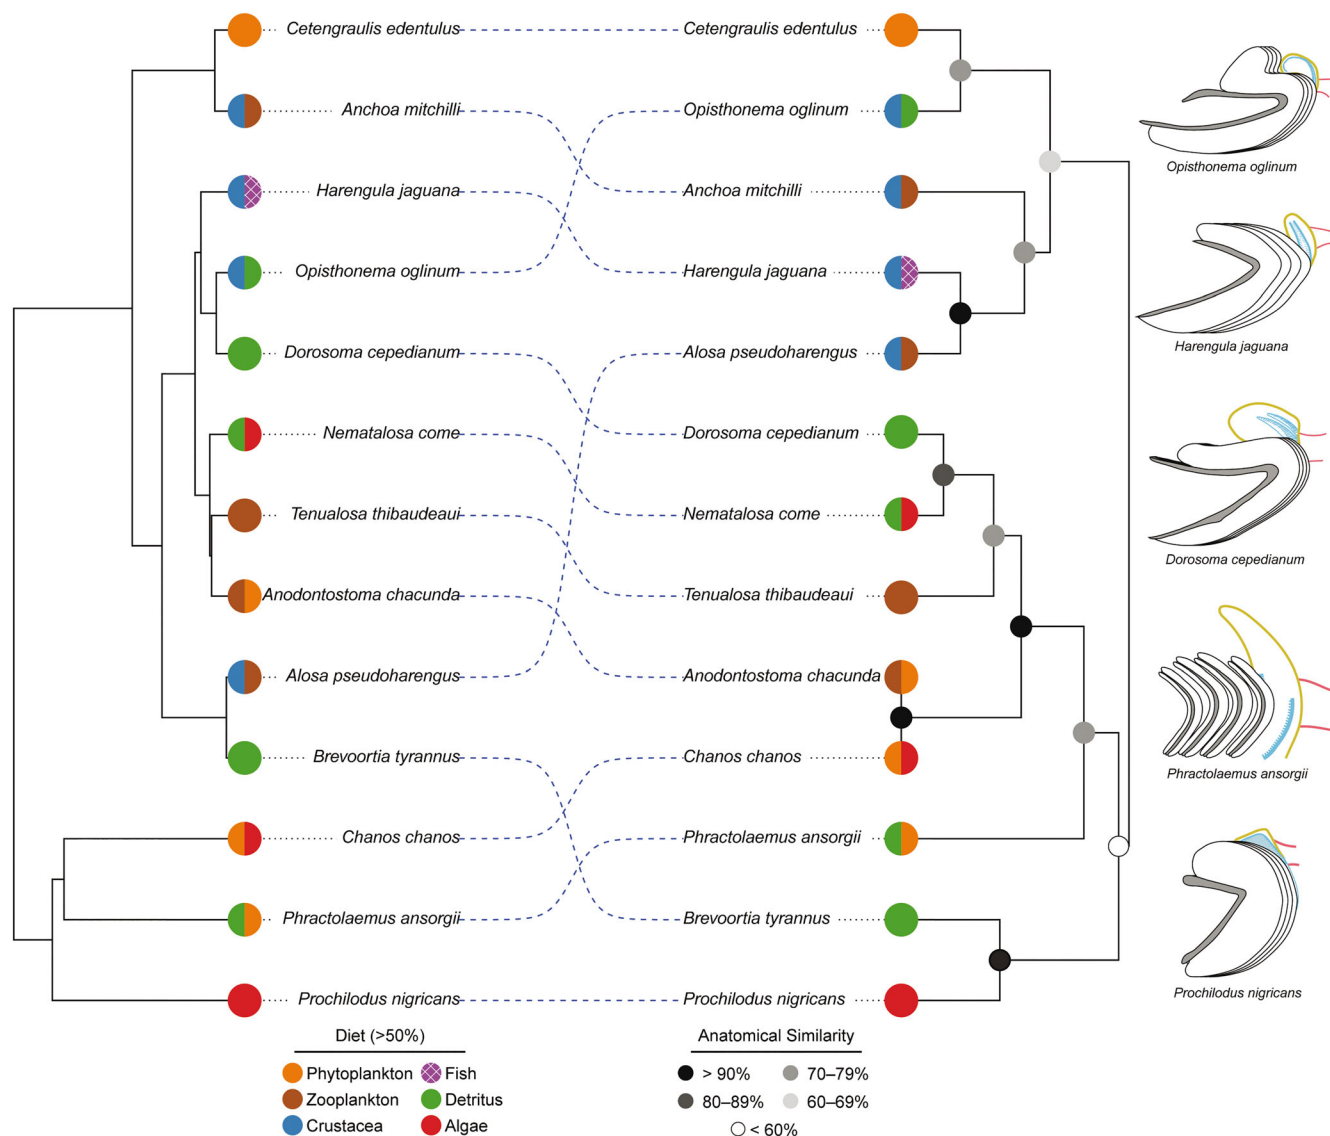 Cetengraulis edentulus
Anchoa mitchilli
Harengula jaguana
Opisthonema oglinum
Dorosoma cepedianum
Nematalosa come
Tenualosa thibaudeaui
Anodontostoma chacunda
Alosa pseudoharengus
Brevoortia tyrannus
Chanos chanos
Phractolaemus ansorgii
Prochilodus nigricans
Cetengraulis edentulus
Opisthonema oglinum
Anchoa mitchilli
Harengula jaguana
Alosa pseudoharengus
Dorosoma cepedianum
Nematalosa come
Tenualosa thibaudeaui
Anodontostoma chacunda
Chanos chanos
Phractolaemus ansorgii
Brevoortia tyrannus
Prochilodus nigricans
Opisthonema oglinum
Harengula jaguana
Dorosoma cepedianum
Phractolaemus ansorgii
Prochilodus nigricans
Diet (>50%)
Phytoplankton
Fish
Zooplankton
Detritus
Crustacea
Algae
Anatomical Similarity
> 90%
70–79%
80–89%
60–69%
< 60%